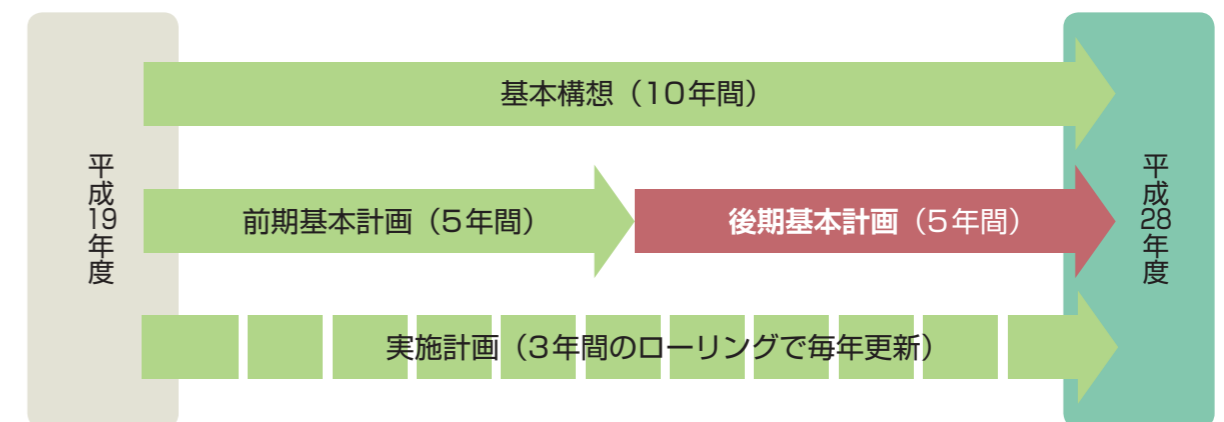 平成19年度
基本構想（10年間）
前期基本計画（5年間）
後期基本計画（5年間）
実施計画（3年間のローリングで毎年更新）
平成28年度